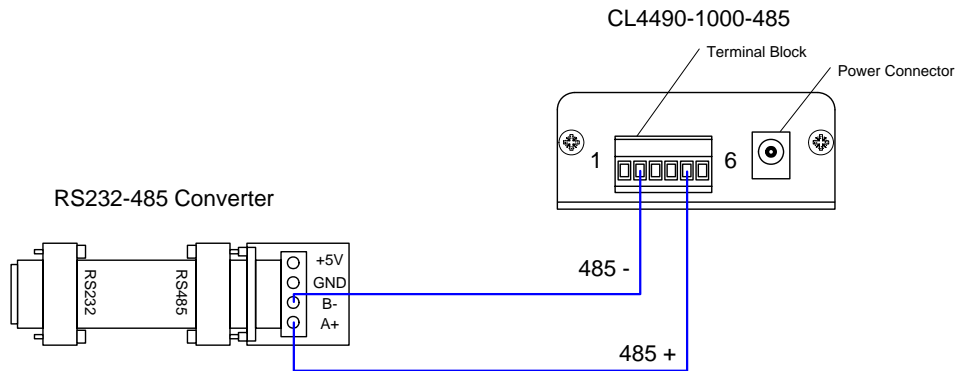 CL4490-1000-485
Terminal Block
Power Connector
1
6
RS232-485 Converter
RS232
RS485
+5V
GND
B-
A+
485 -
485 +